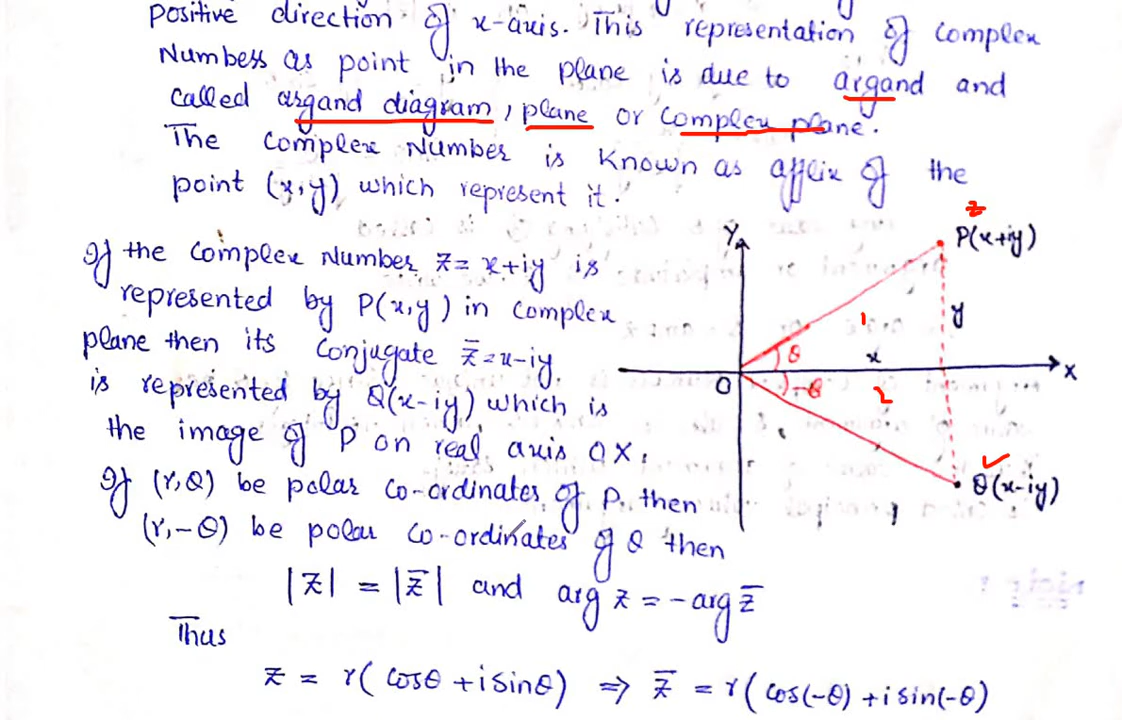 positive direction of x-axis. This representation of complex
Numbers as point in the plane is due to argand and
called argand diagram, plane or complex plane.
The complex Number is known as affix of the
point (x,y) which represent it.
If the complex Number z = x+iy is
represented by P(x,y) in complex
plane then its conjugate z̅ = x-iy
is represented by Q(x-iy) which is
the image of P on real axis OX.
If (r,θ) be polar co-ordinates of P, then
(r,-θ) be polar co-ordinates of Q then
|z| = |z̅| and arg z = - arg z̅
Thus
z = r( cosθ + i sinθ) ⇒ z̅ = r( cos(-θ) + i sin(-θ)
z
Y
P(x+iy)
1
y
θ
x
X
O
-θ
2
Q(x-iy)